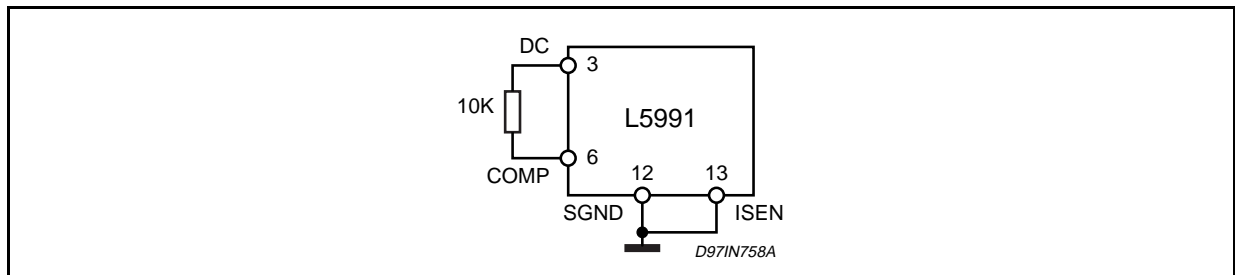 DC
3
10K
L5991
6
COMP
12
13
SGND
ISEN
D97IN758A